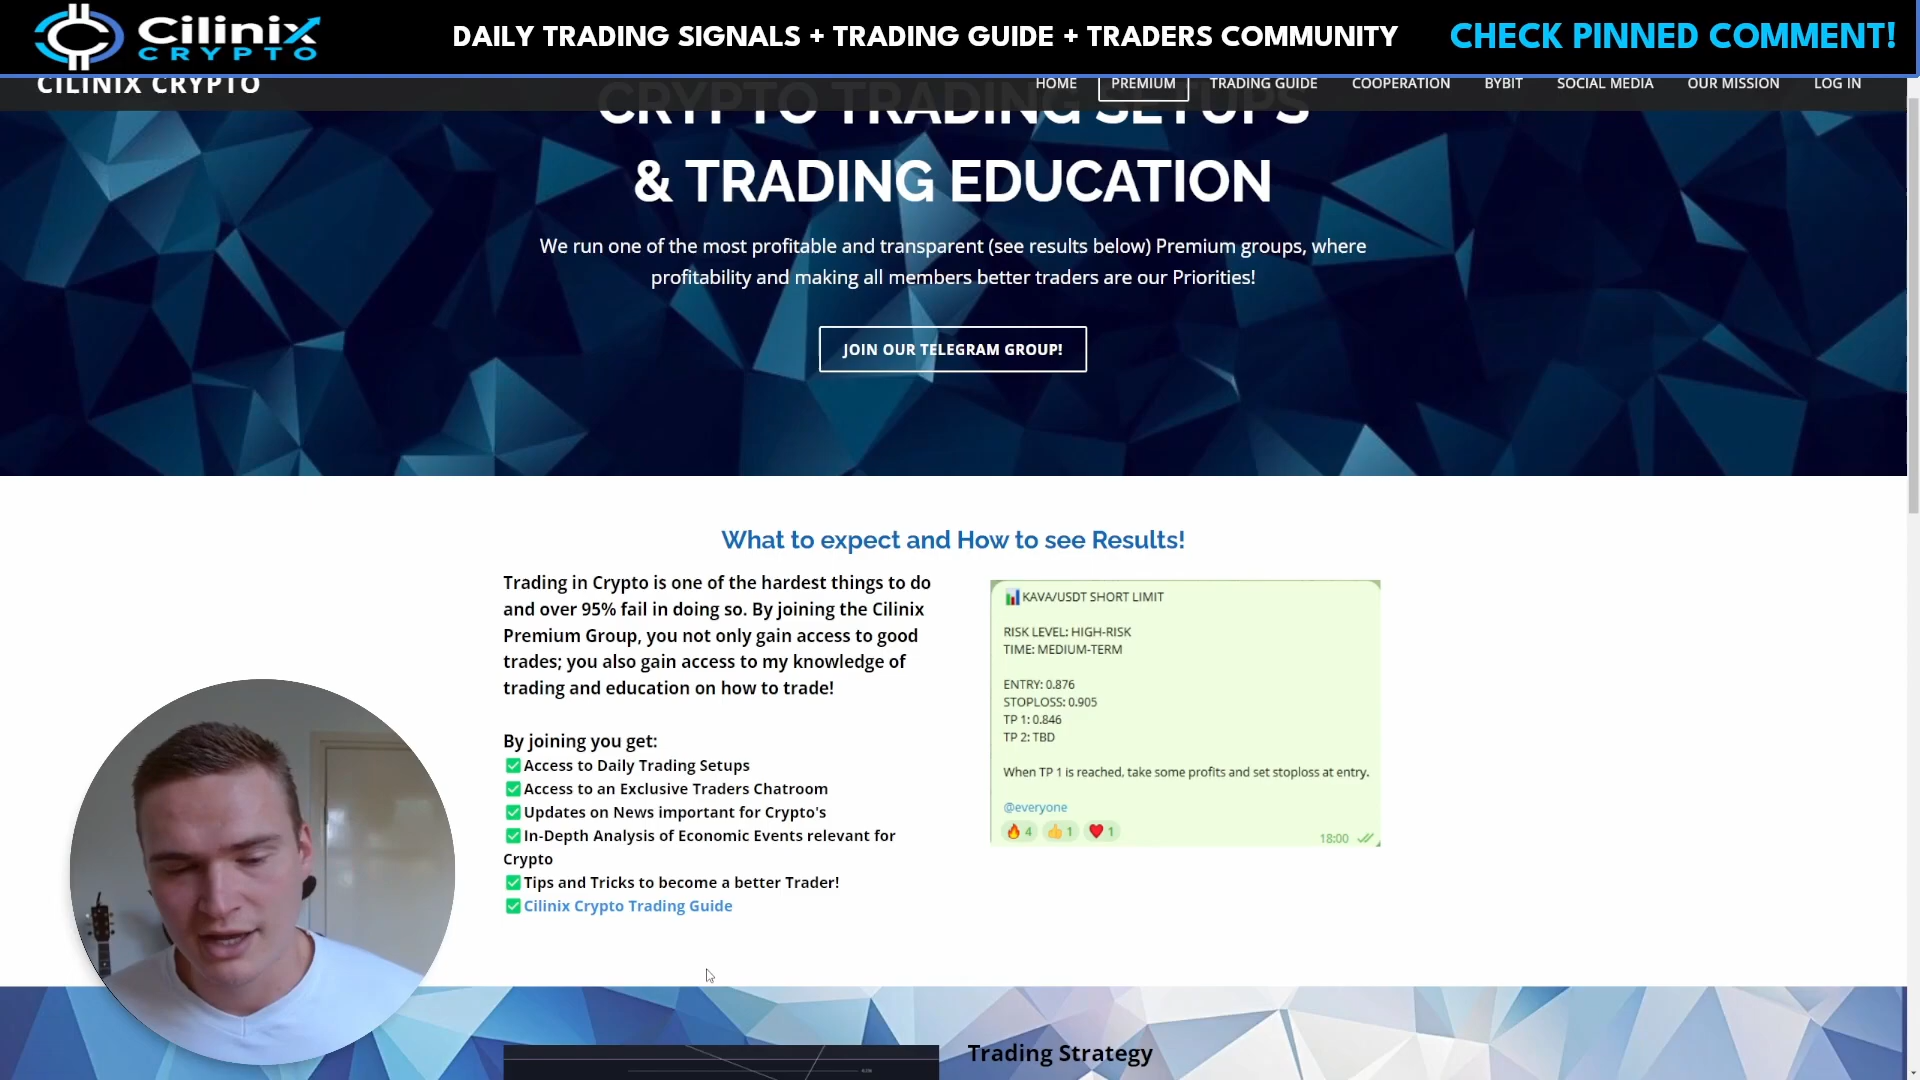 Cilinix
CRYPTO
DAILY TRADING SIGNALS + TRADING GUIDE + TRADERS COMMUNITY
CHECK PINNED COMMENT!
CILINIX CRYPTO
HOME
PREMIUM
TRADING GUIDE
COOPERATION
BYBIT
SOCIAL MEDIA
OUR MISSION
LOG IN
CRYPTO TRADING SETUPS
& TRADING EDUCATION
We run one of the most profitable and transparent (see results below) Premium groups, where
profitability and making all members better traders are our Priorities!
JOIN OUR TELEGRAM GROUP!
What to expect and How to see Results!
Trading in Crypto is one of the hardest things to do
and over 95% fail in doing so. By joining the Cilinix
Premium Group, you not only gain access to good
trades; you also gain access to my knowledge of
trading and education on how to trade!
By joining you get:
✅Access to Daily Trading Setups
✅Access to an Exclusive Traders Chatroom
✅Updates on News important for Crypto's
✅In-Depth Analysis of Economic Events relevant for
Crypto
✅Tips and Tricks to become a better Trader!
✅Cilinix Crypto Trading Guide
📊KAVA/USDT SHORT LIMIT
RISK LEVEL: HIGH-RISK
TIME: MEDIUM-TERM
ENTRY: 0.876
STOPLOSS: 0.905
TP 1: 0.846
TP 2: TBD
When TP 1 is reached, take some profits and set stoploss at entry.
@everyone
🔥 4 👍 1 ❤️ 1
18:00
Trading Strategy